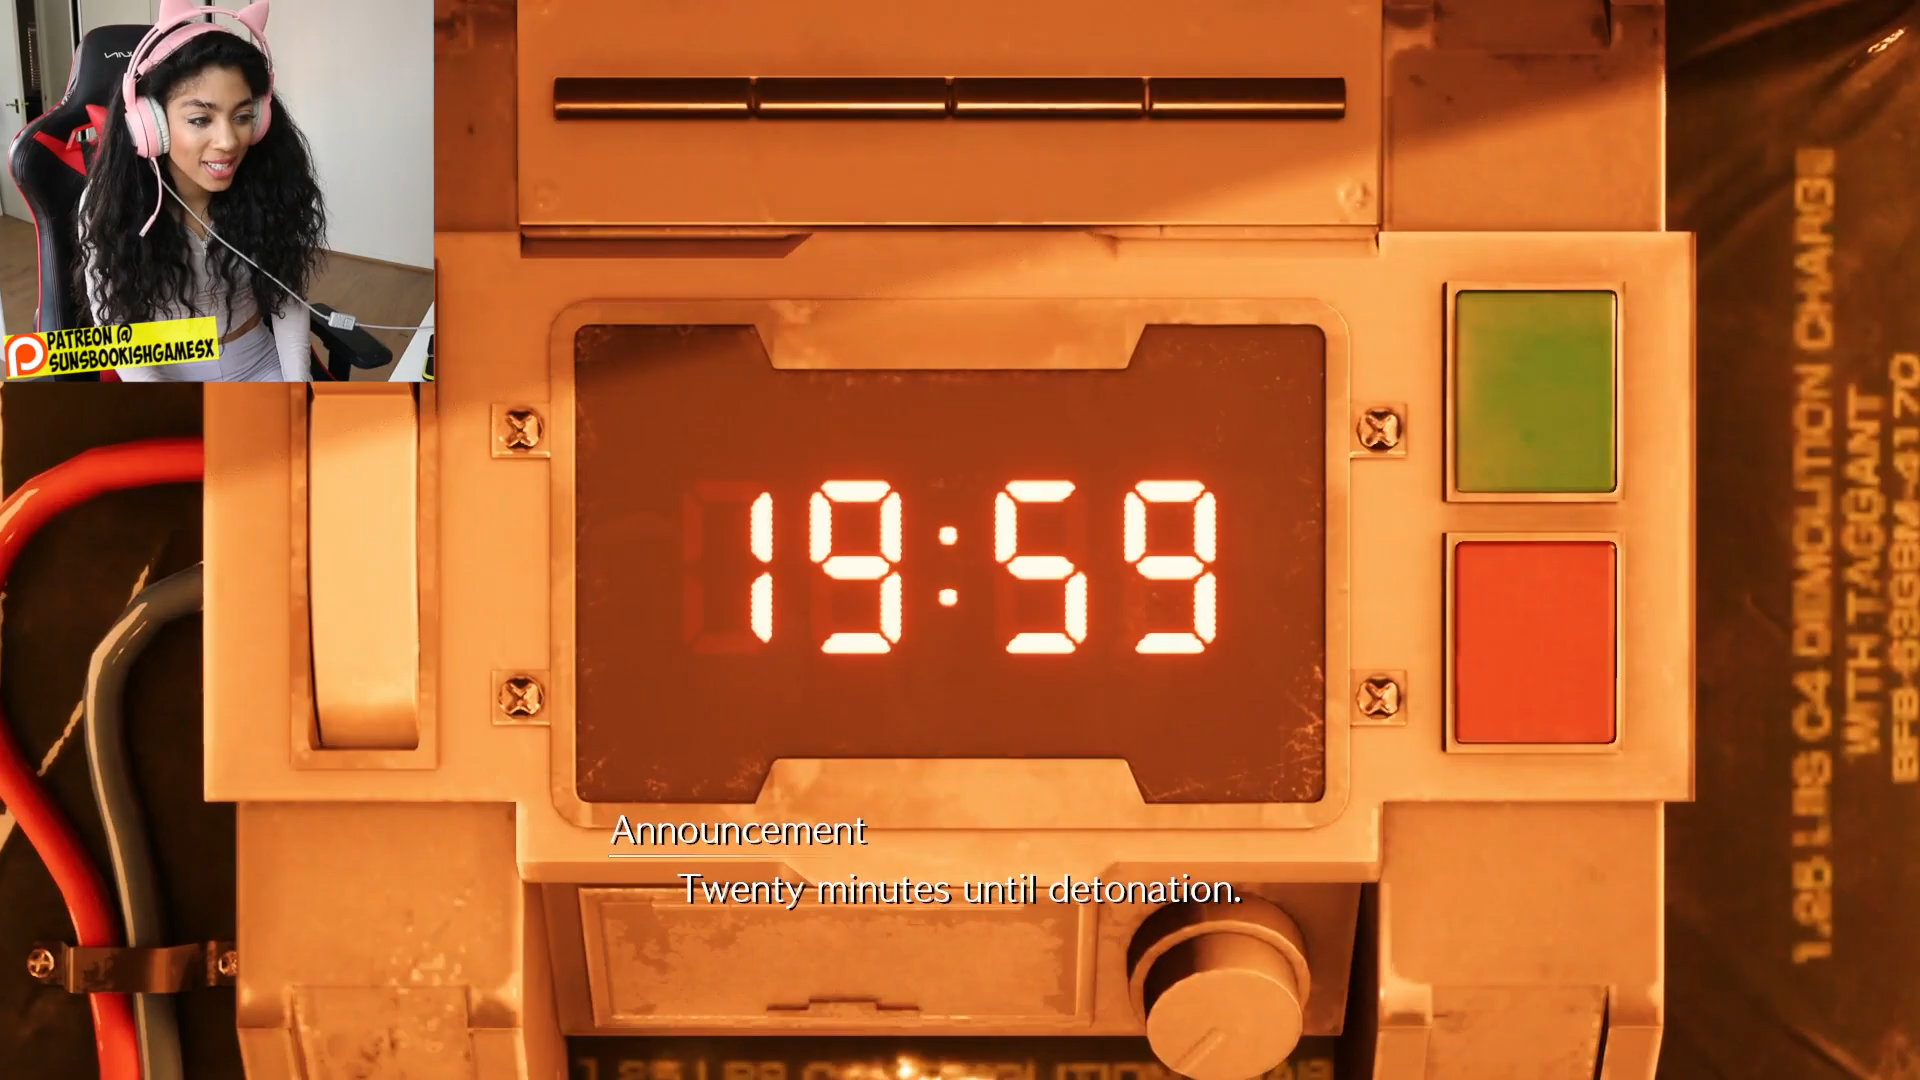 PATREON @
SUNSBOOKISHGAMESX
19:59
Announcement
Twenty minutes until detonation.
1.25 LBS C4 DEMOLITION CHARGE
WITH TAGGANT